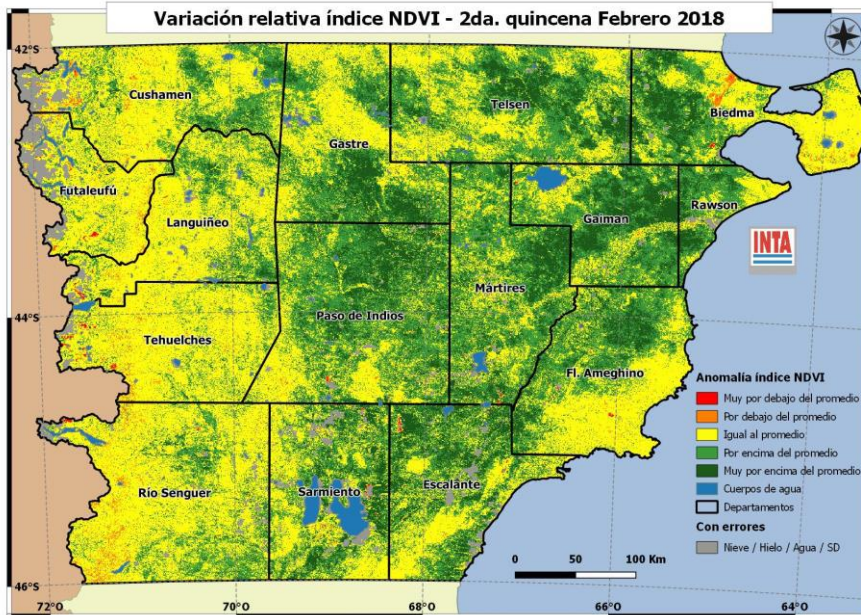 Variación relativa índice NDVI - 2da. quincena Febrero 2018
42°S
Cushamen
Telsen
Biedma
Gastre
Futaleufú
Languiñeo
Gaiman
Rawson
INTA
Mártires
44°S
Paso de Indios
Tehuelches
Fl. Ameghino
Anomalía índice NDVI
Muy por debajo del promedio
Por debajo del promedio
Igual al promedio
Por encima del promedio
Muy por encima del promedio
Cuerpos de agua
Departamentos
Con errores
Nieve / Hielo / Agua / SD
Río Senguer
Sarmiento
Escalante
0 50 100 Km
46°S
72°O 70°O 68°O 66°O 64°O